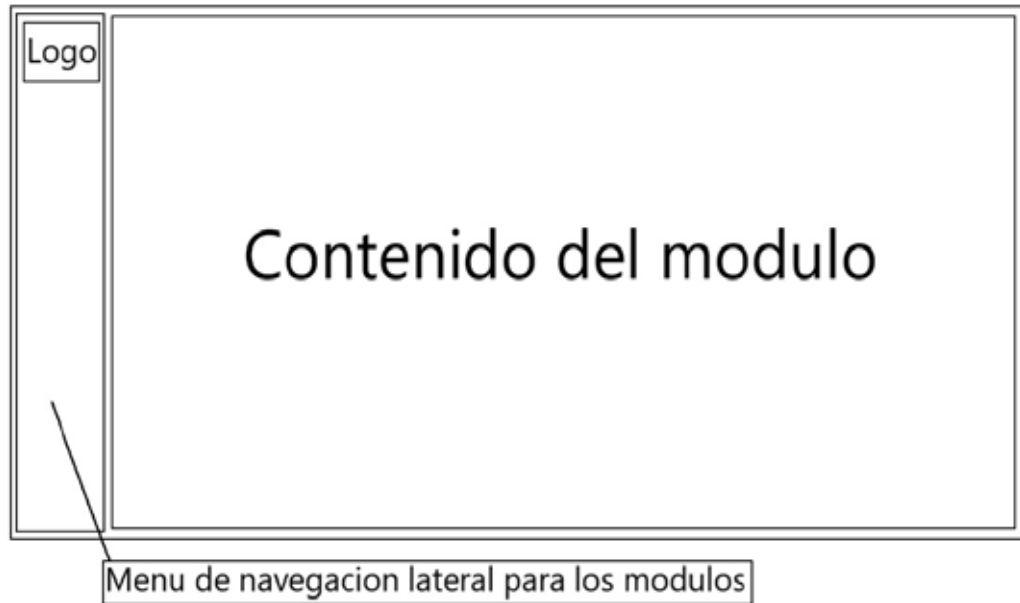 Logo
Contenido del modulo
Menu de navegacion lateral para los modulos